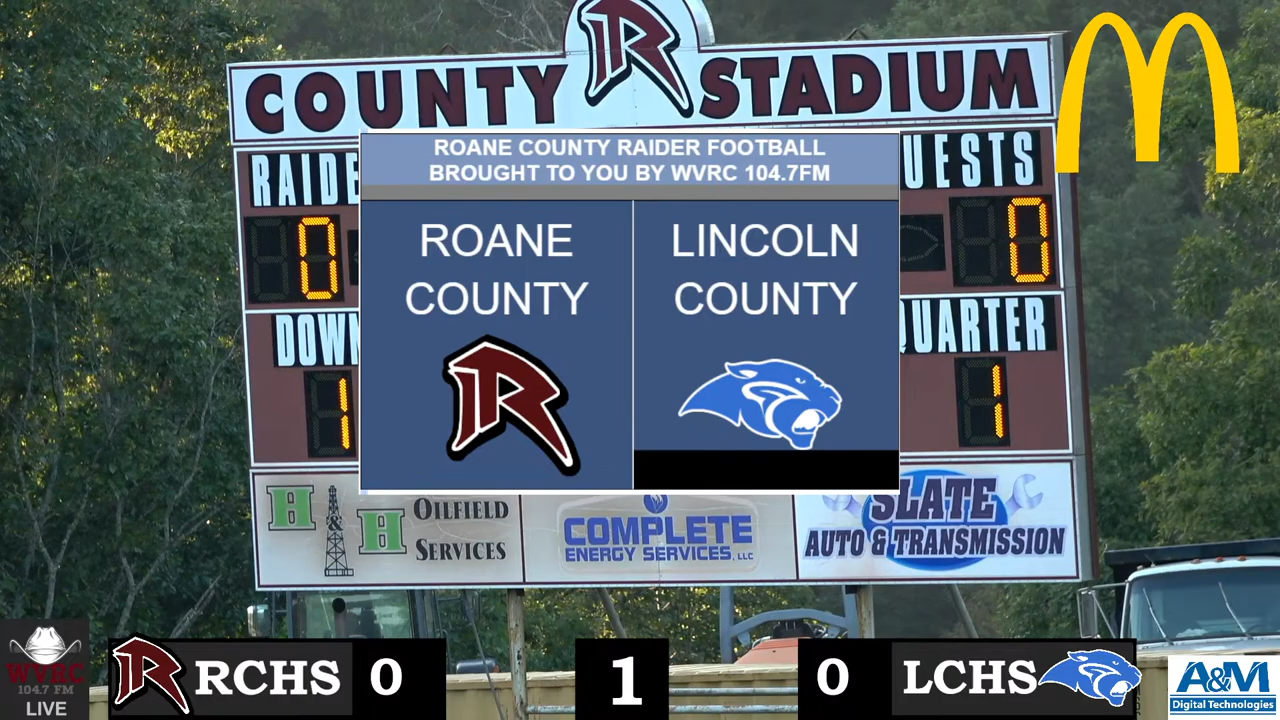 COUNTY R STADIUM
ROANE COUNTY RAIDER FOOTBALL
BROUGHT TO YOU BY WVRC 104.7FM
RAIDE
UESTS
0
0
ROANE
COUNTY
LINCOLN
COUNTY
R
DOWN
QUARTER
1
1
H & H OILFIELD
SERVICES
COMPLETE
ENERGY SERVICES, LLC
SLATE
AUTO & TRANSMISSION
WVRC
104.7 FM
LIVE
R RCHS 0
1
0 LCHS
A&M
Digital Technologies